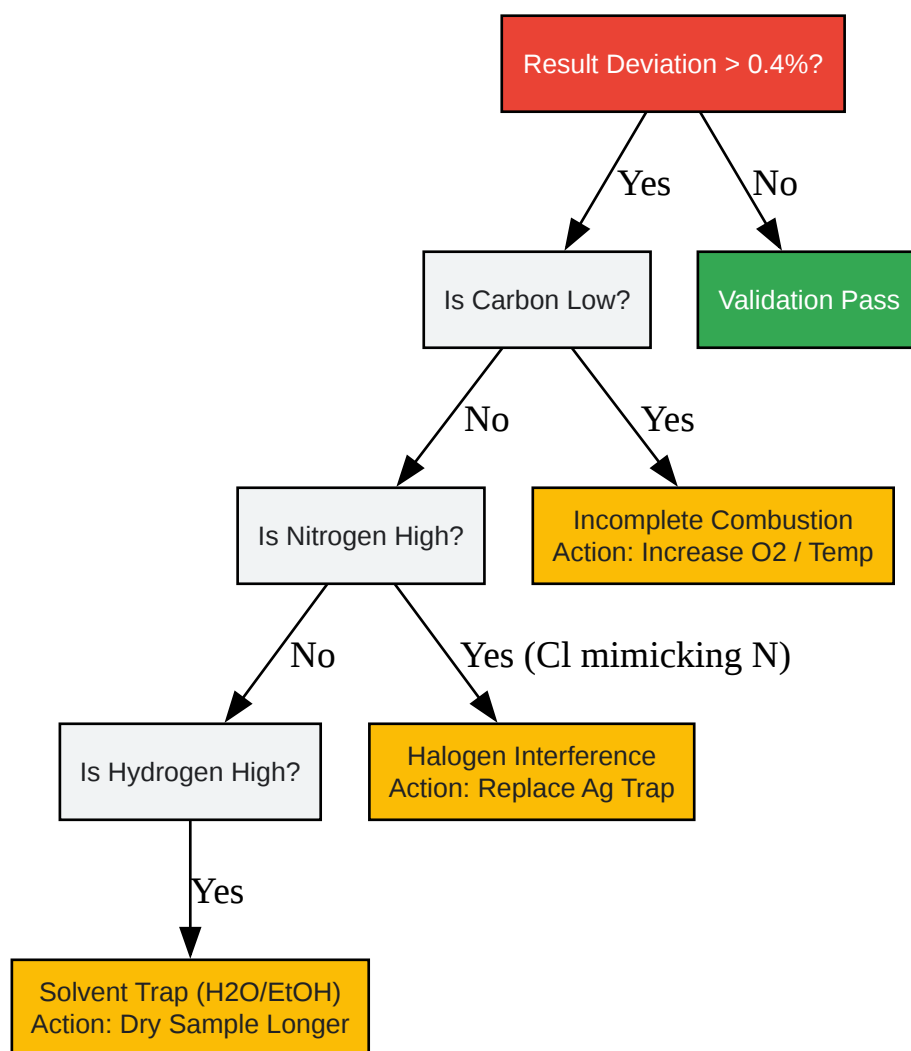 Result Deviation > 0.4%?
Yes
No
Is Carbon Low?
Validation Pass
No
Yes
Is Nitrogen High?
Incomplete Combustion
Action: Increase O2 / Temp
No
Yes (Cl mimicking N)
Is Hydrogen High?
Halogen Interference
Action: Replace Ag Trap
Yes
Solvent Trap (H2O/EtOH)
Action: Dry Sample Longer